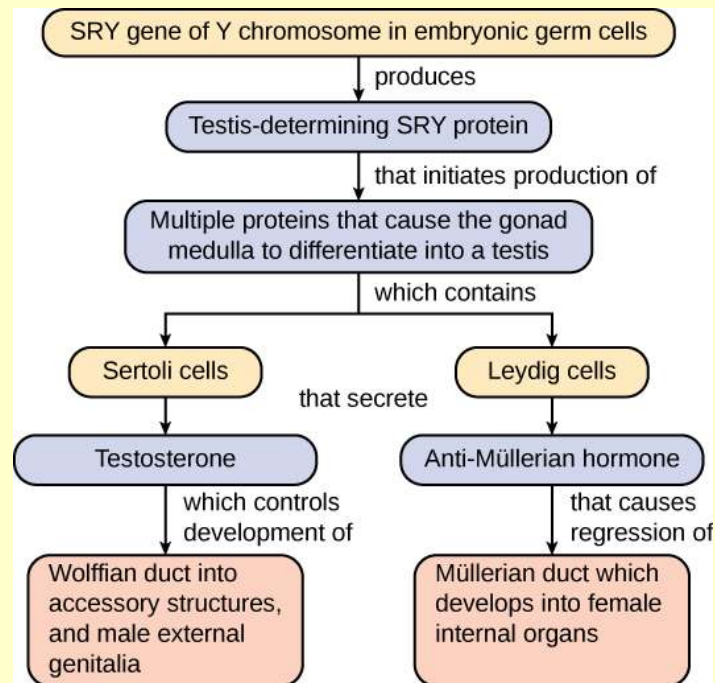 SRY gene of Y chromosome in embryonic germ cells
produces
Testis-determining SRY protein
that initiates production of
Multiple proteins that cause the gonad
medulla to differentiate into a testis
which contains
Sertoli cells
Leydig cells
that secrete
Testosterone
Anti-Müllerian hormone
which controls
development of
that causes
regression of
Wolffian duct into
accessory structures,
and male external
genitalia
Müllerian duct which
develops into female
internal organs